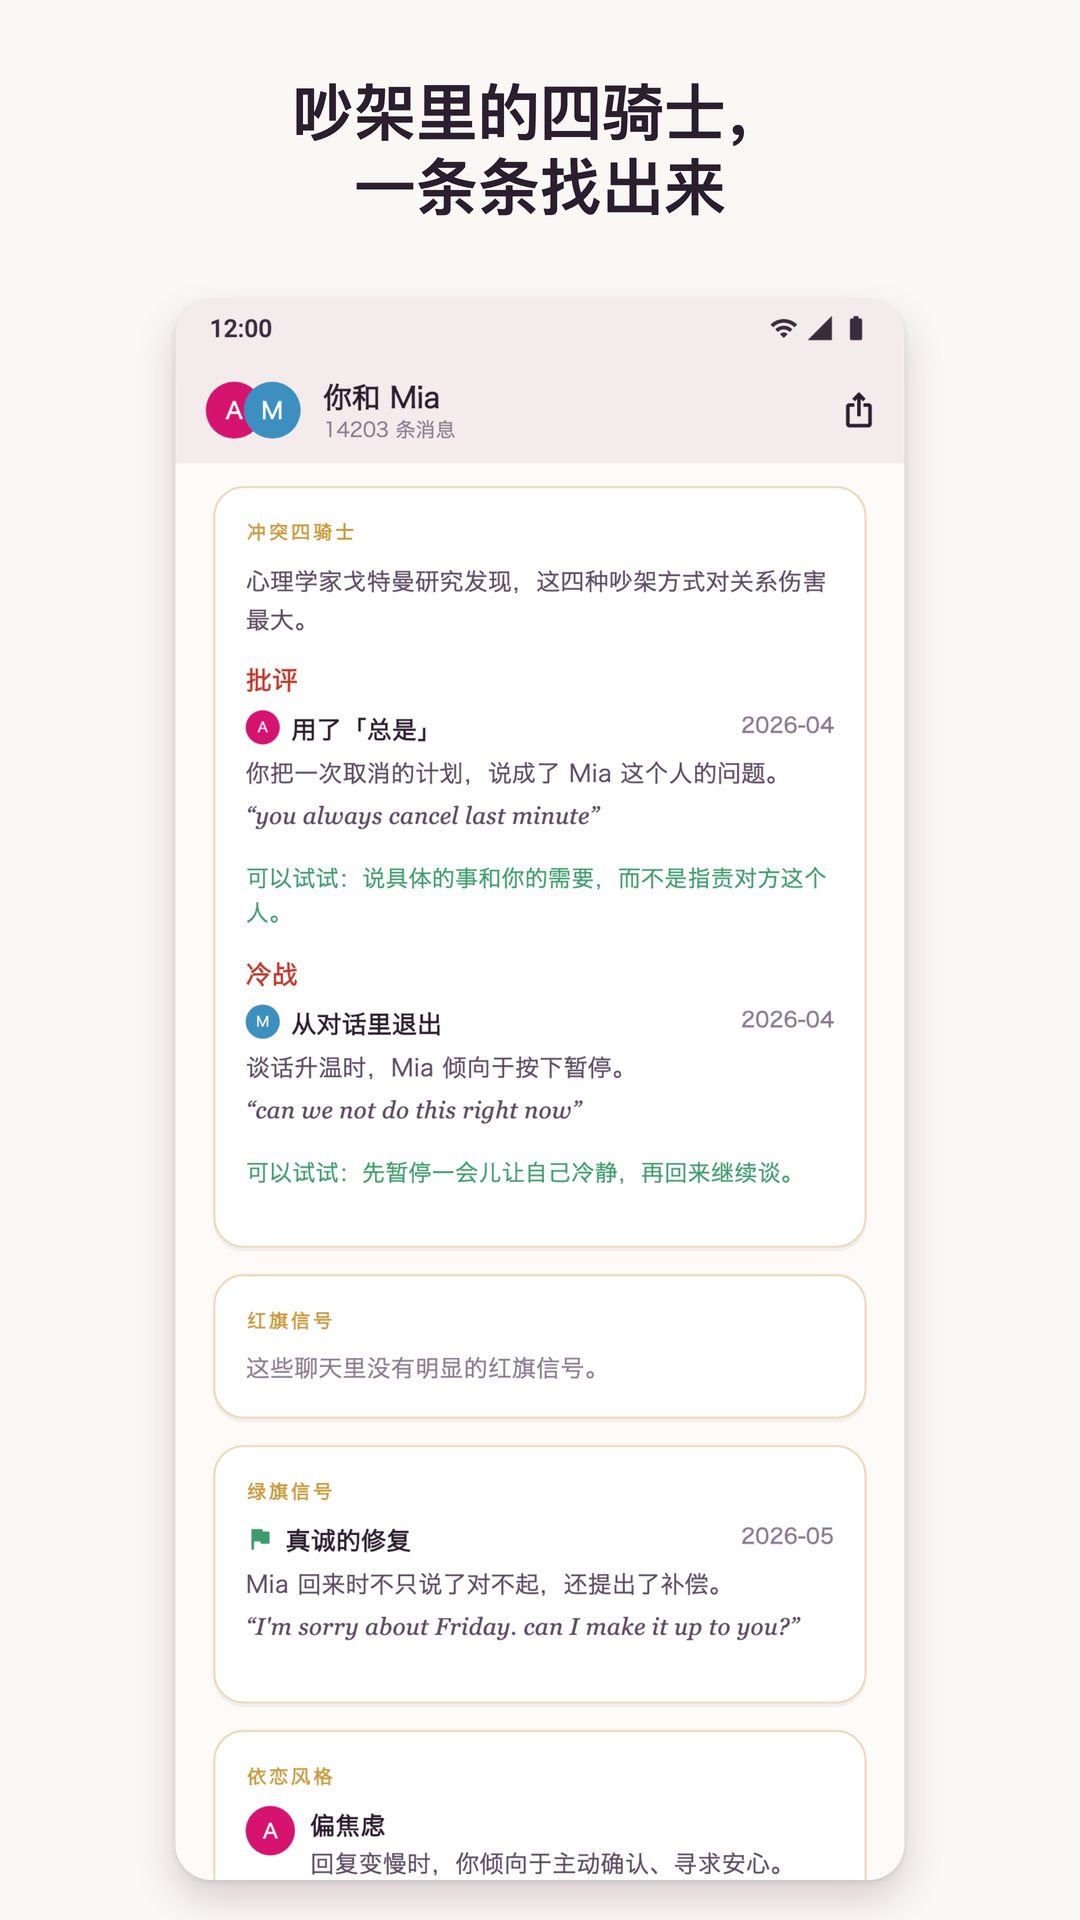 吵架里的四骑士，
一条条找出来
12:00
A M 你和 Mia
14203 条消息
冲突四骑士
心理学家戈特曼研究发现，这四种吵架方式对关系伤害
最大。
批评
A 用了「总是」 2026-04
你把一次取消的计划，说成了 Mia 这个人的问题。
“you always cancel last minute”
可以试试：说具体的事和你的需要，而不是指责对方这个
人。
冷战
M 从对话里退出 2026-04
谈话升温时，Mia 倾向于按下暂停。
“can we not do this right now”
可以试试：先暂停一会儿让自己冷静，再回来继续谈。
红旗信号
这些聊天里没有明显的红旗信号。
绿旗信号
真诚的修复 2026-05
Mia 回来时不只说了对不起，还提出了补偿。
“I'm sorry about Friday. can I make it up to you?”
依恋风格
A 偏焦虑
回复变慢时，你倾向于主动确认、寻求安心。